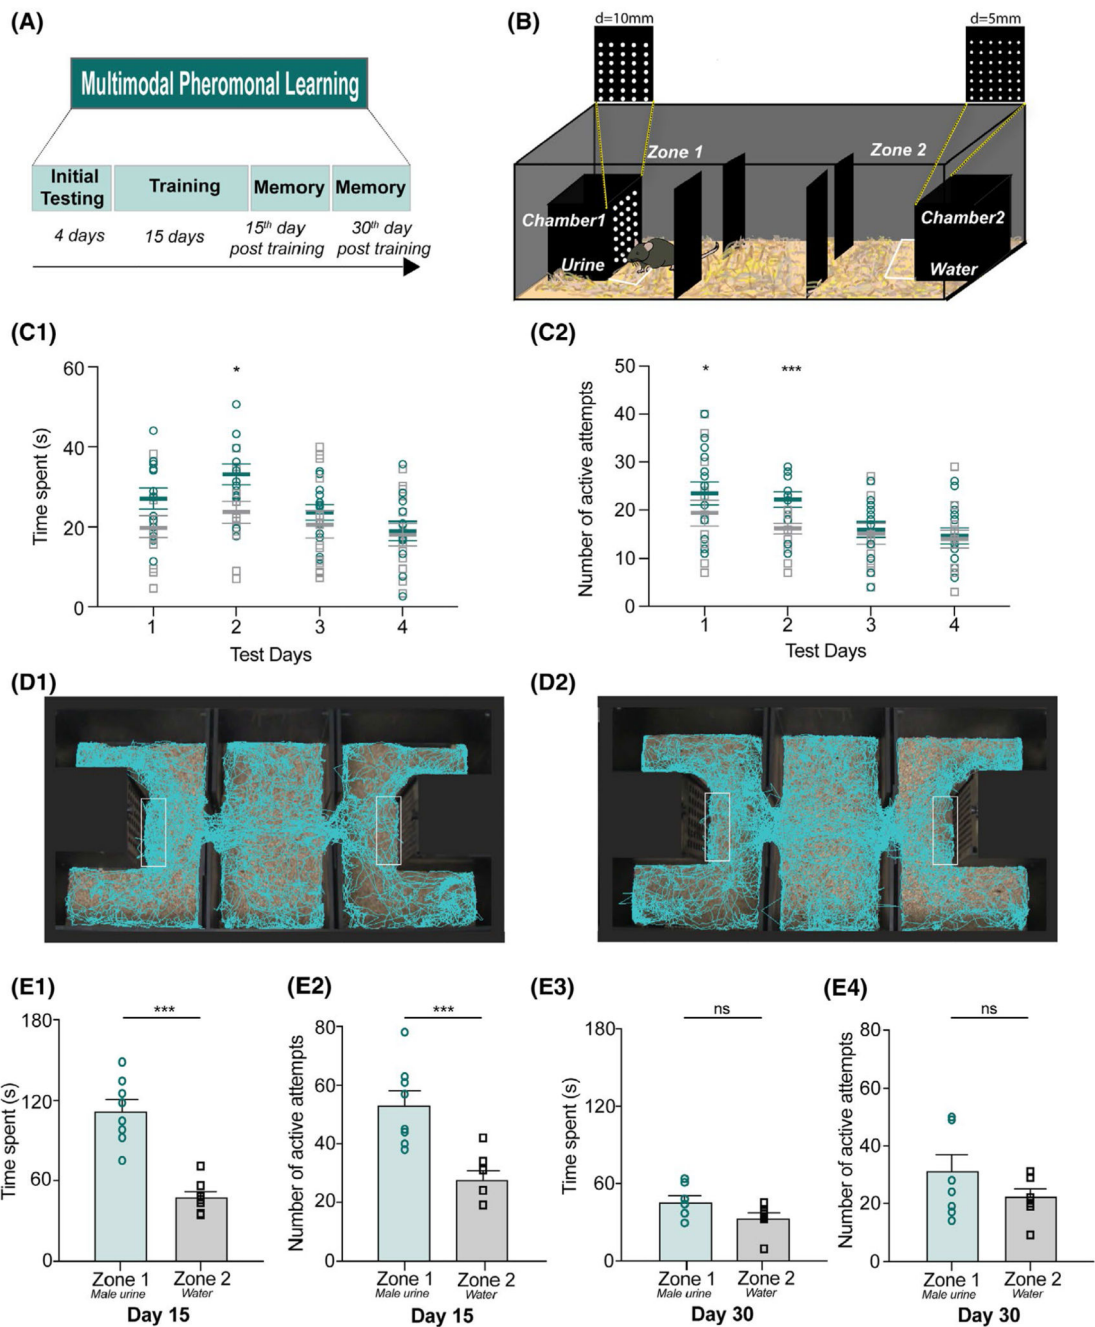 (A)
Multimodal Pheromonal Learning
Initial Testing
Training
Memory
Memory
4 days
15 days
15th day post training
30th day post training
(B)
d=10mm
d=5mm
Zone 1
Zone 2
Chamber1
Chamber2
Urine
Water
(C1)
*
60
40
20
0
Time spent (s)
1 2 3 4
Test Days
(C2)
* ***
50
40
30
20
10
0
Number of active attempts
1 2 3 4
Test Days
(D1)
(D2)
(E1)
***
180
120
60
0
Time spent (s)
Zone 1 Zone 2
Male urine Water
Day 15
(E2)
***
80
60
40
20
0
Number of active attempts
Zone 1 Zone 2
Male urine Water
Day 15
(E3)
ns
180
120
60
0
Time spent (s)
Zone 1 Zone 2
Male urine Water
Day 30
(E4)
ns
80
60
40
20
0
Number of active attempts
Zone 1 Zone 2
Male urine Water
Day 30